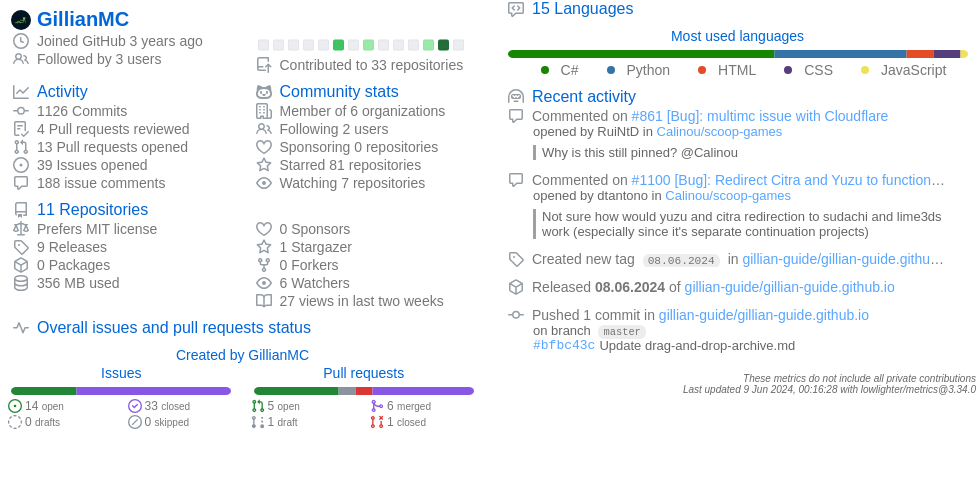 GillianMC
Joined GitHub 3 years ago
Followed by 3 users
Contributed to 33 repositories
Activity
1126 Commits
4 Pull requests reviewed
13 Pull requests opened
39 Issues opened
188 issue comments
Community stats
Member of 6 organizations
Following 2 users
Sponsoring 0 repositories
Starred 81 repositories
Watching 7 repositories
11 Repositories
Prefers MIT license
9 Releases
0 Packages
356 MB used
0 Sponsors
1 Stargazer
0 Forkers
6 Watchers
27 views in last two weeks
Overall issues and pull requests status
Created by GillianMC
Issues
14 open
33 closed
0 drafts
0 skipped
Pull requests
5 open
6 merged
1 draft
1 closed
15 Languages
Most used languages
C# Python HTML CSS JavaScript
Recent activity
Commented on #861 [Bug]: multimc issue with Cloudflare
opened by RuiNtD in Calinou/scoop-games
Why is this still pinned? @Calinou
Commented on #1100 [Bug]: Redirect Citra and Yuzu to function…
opened by dtantono in Calinou/scoop-games
Not sure how would yuzu and citra redirection to sudachi and lime3ds
work (especially since it's separate continuation projects)
Created new tag 08.06.2024 in gillian-guide/gillian-guide.githu…
Released 08.06.2024 of gillian-guide/gillian-guide.github.io
Pushed 1 commit in gillian-guide/gillian-guide.github.io
on branch master
#bfbc43c Update drag-and-drop-archive.md
These metrics do not include all private contributions
Last updated 9 Jun 2024, 00:16:28 with lowlighter/metrics@3.34.0